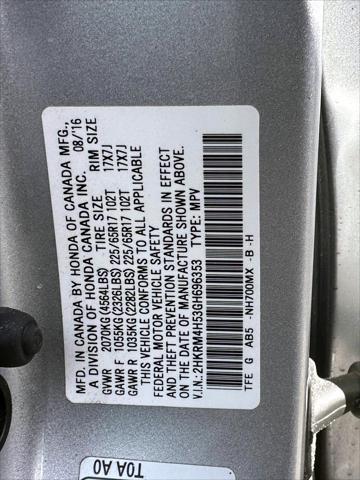 MFD. IN CANADA BY HONDA OF CANADA MFG.,
A DIVISION OF HONDA CANADA INC. 08/16
TIRE SIZE RIM SIZE
GVWR 2070KG (4564LBS)
GAWR F 1055KG (2326LBS) 225/65R17 102T 17X7J
GAWR R 1035KG (2282LBS) 225/65R17 102T 17X7J
THIS VEHICLE CONFORMS TO ALL APPLICABLE
FEDERAL MOTOR VEHICLE SAFETY
AND THEFT PREVENTION STANDARDS IN EFFECT
ON THE DATE OF MANUFACTURE SHOWN ABOVE.
V.I.N.: 2HKRM4H53GH696353 TYPE: MPV
TFE G AB5 -NH700MX -B -H
T0A A0